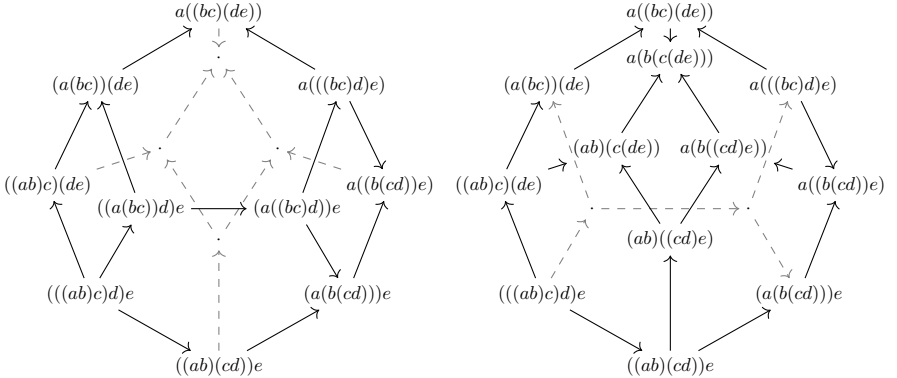 a((bc)(de)) a((bc)(de))
a(b(c(de)))
(a(bc))(de) a(((bc)d)e) (a(bc))(de) a(((bc)d)e)
(ab)(c(de)) a(b((cd)e))
((ab)c)(de) a((b(cd))e) ((ab)c)(de) a((b(cd))e)
((a(bc))d)e (a((bc)d))e
(ab)((cd)e)
(((ab)c)d)e (a(b(cd)))e (((ab)c)d)e (a(b(cd)))e
((ab)(cd))e ((ab)(cd))e